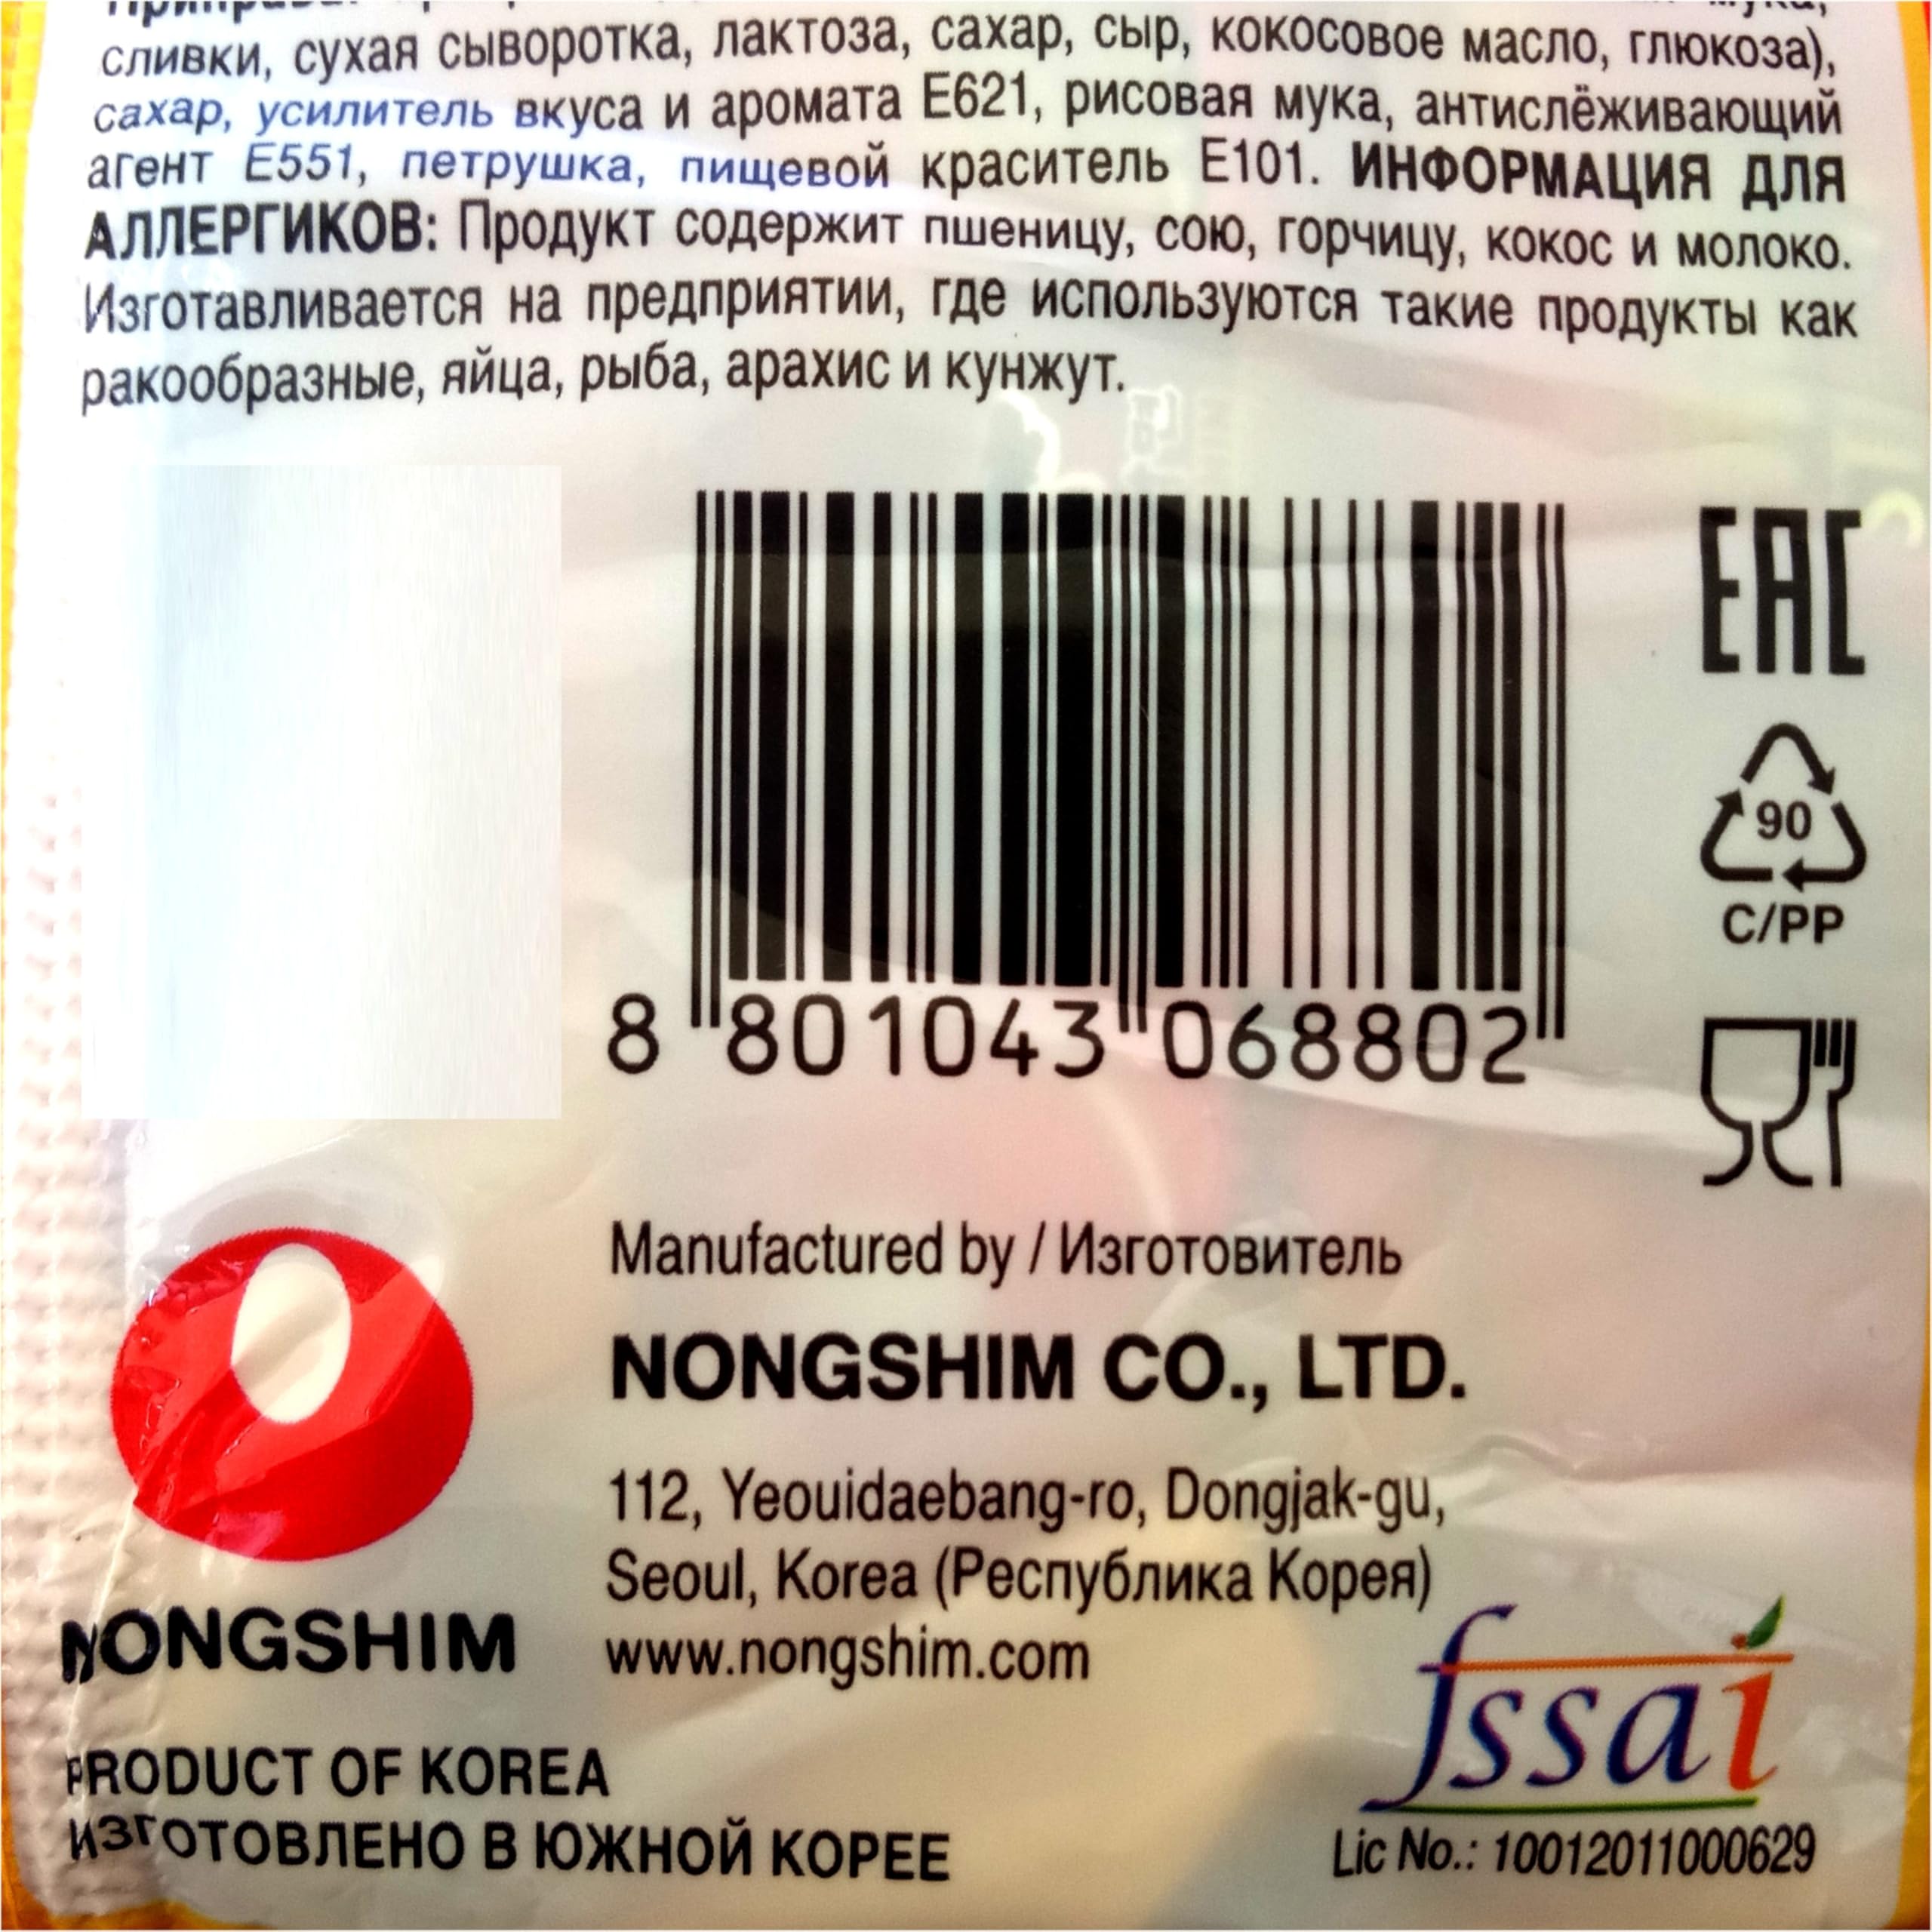 сливки, сухая сыворотка, лактоза, сахар, сыр, кокосовое масло, глюкоза),
сахар, усилитель вкуса и аромата Е621, рисовая мука, антислёживающий
агент Е551, петрушка, пищевой краситель Е101. ИНФОРМАЦИЯ ДЛЯ
АЛЛЕРГИКОВ: Продукт содержит пшеницу, сою, горчицу, кокос и молоко.
Изготавливается на предприятии, где используются такие продукты как
ракообразные, яйца, рыба, арахис и кунжут.
EAC
90
C/PP
8 801043 068802
Manufactured by / Изготовитель
NONGSHIM CO., LTD.
112, Yeouidaebang-ro, Dongjak-gu,
Seoul, Korea (Республика Корея)
www.nongshim.com
NONGSHIM
PRODUCT OF KOREA
ИЗГОТОВЛЕНО В ЮЖНОЙ КОРЕЕ
fssai
Lic No.: 10012011000629